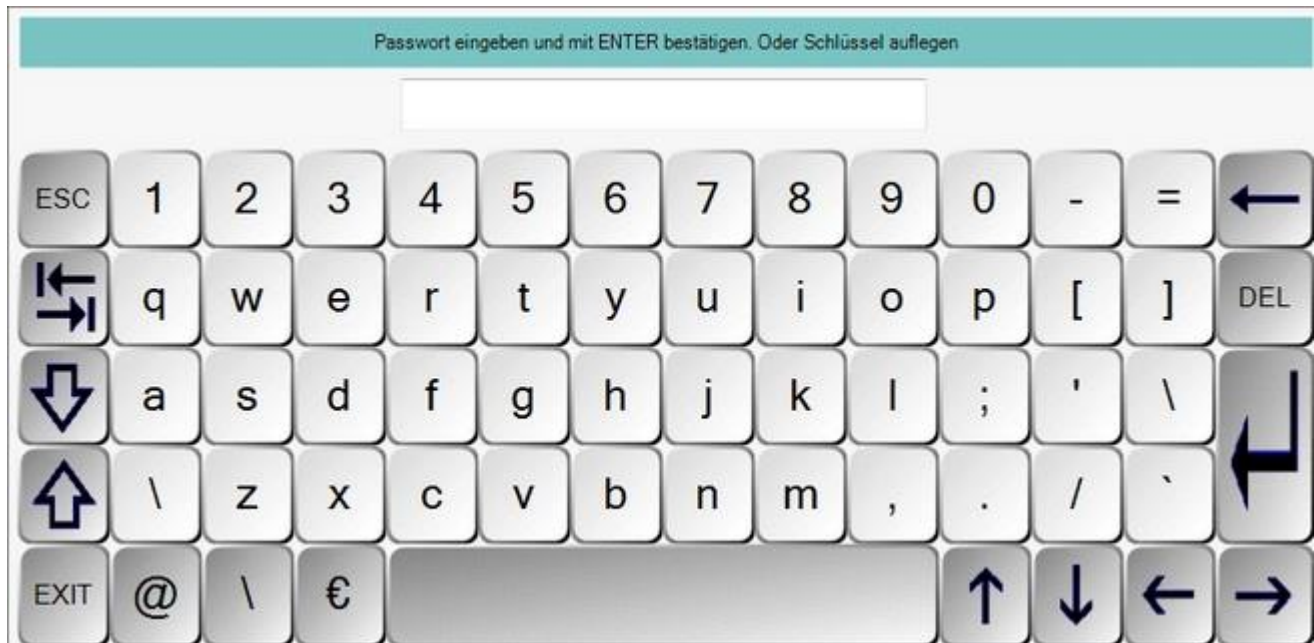 Passwort eingeben und mit ENTER bestätigen. Oder Schlüssel auflegen
ESC 1 2 3 4 5 6 7 8 9 0 - =
q w e r t y u i o p [ ] DEL
a s d f g h j k l ; ' \
\ z x c v b n m , . / `
EXIT @ \ €